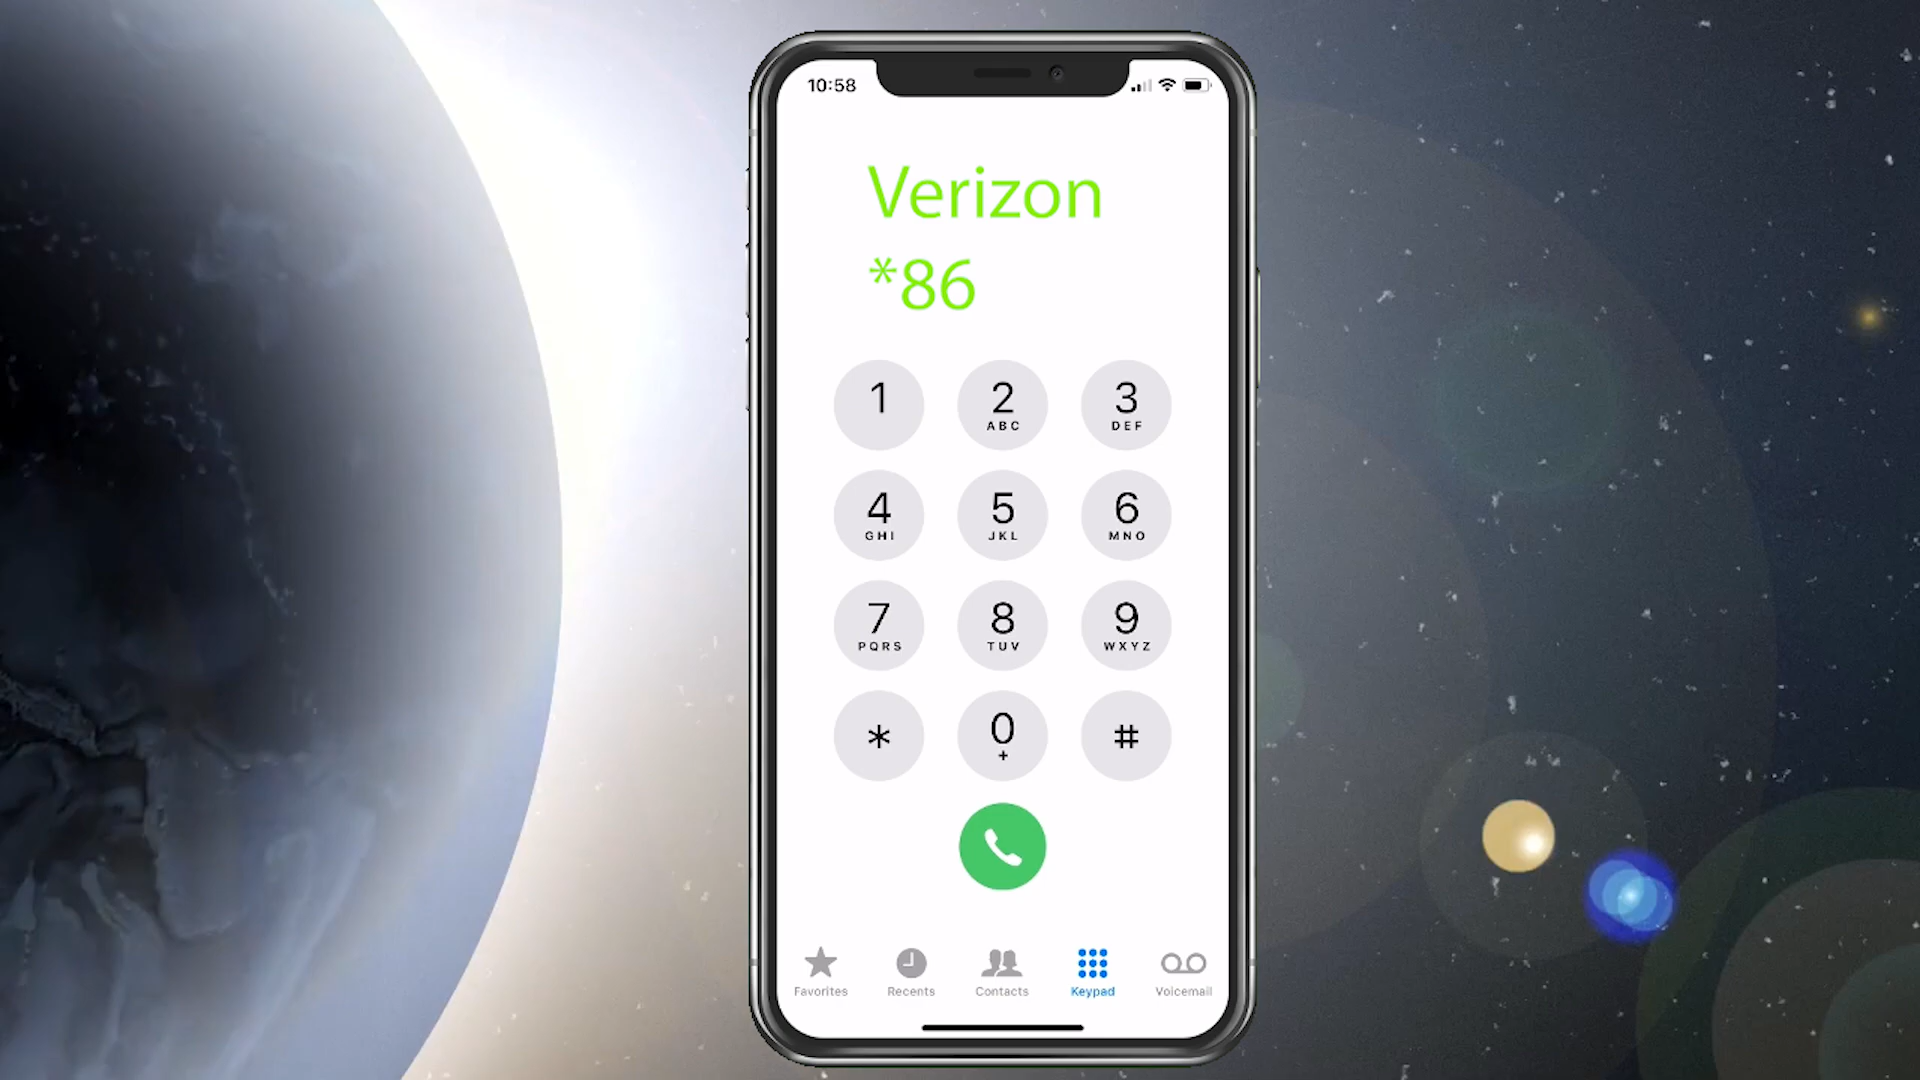 10:58
Verizon
*86
1
2
ABC
3
DEF
4
GHI
5
JKL
6
MNO
7
PQRS
8
TUV
9
WXYZ
*
0
+
#
Favorites
Recents
Contacts
Keypad
Voicemail